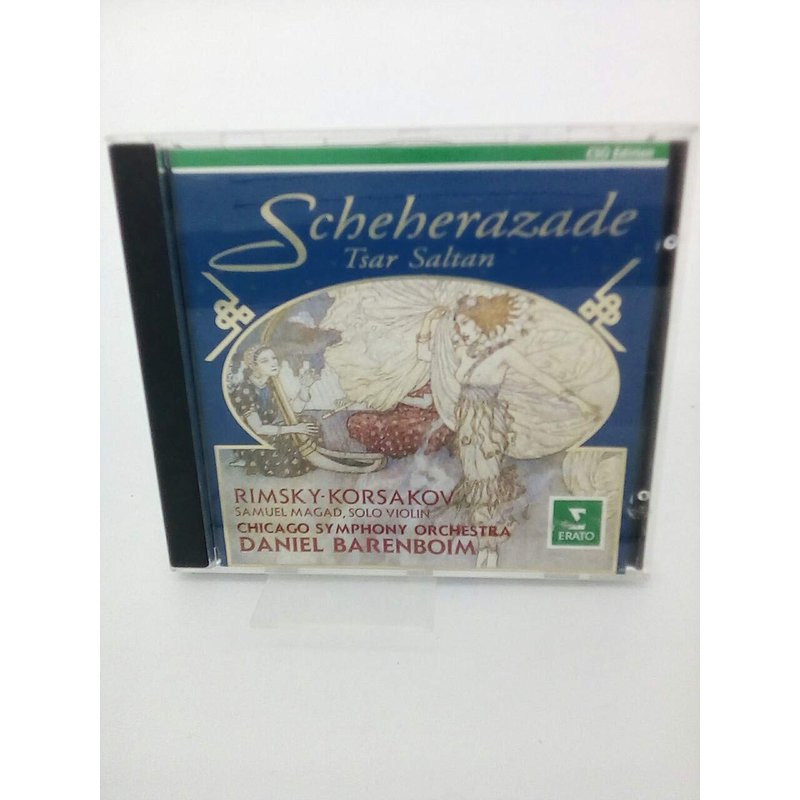 CSO Edition
Scheherazade
Tsar Saltan
RIMSKY-KORSAKOV
SAMUEL MAGAD, SOLO VIOLIN
CHICAGO SYMPHONY ORCHESTRA
DANIEL BARENBOIM
ERATO